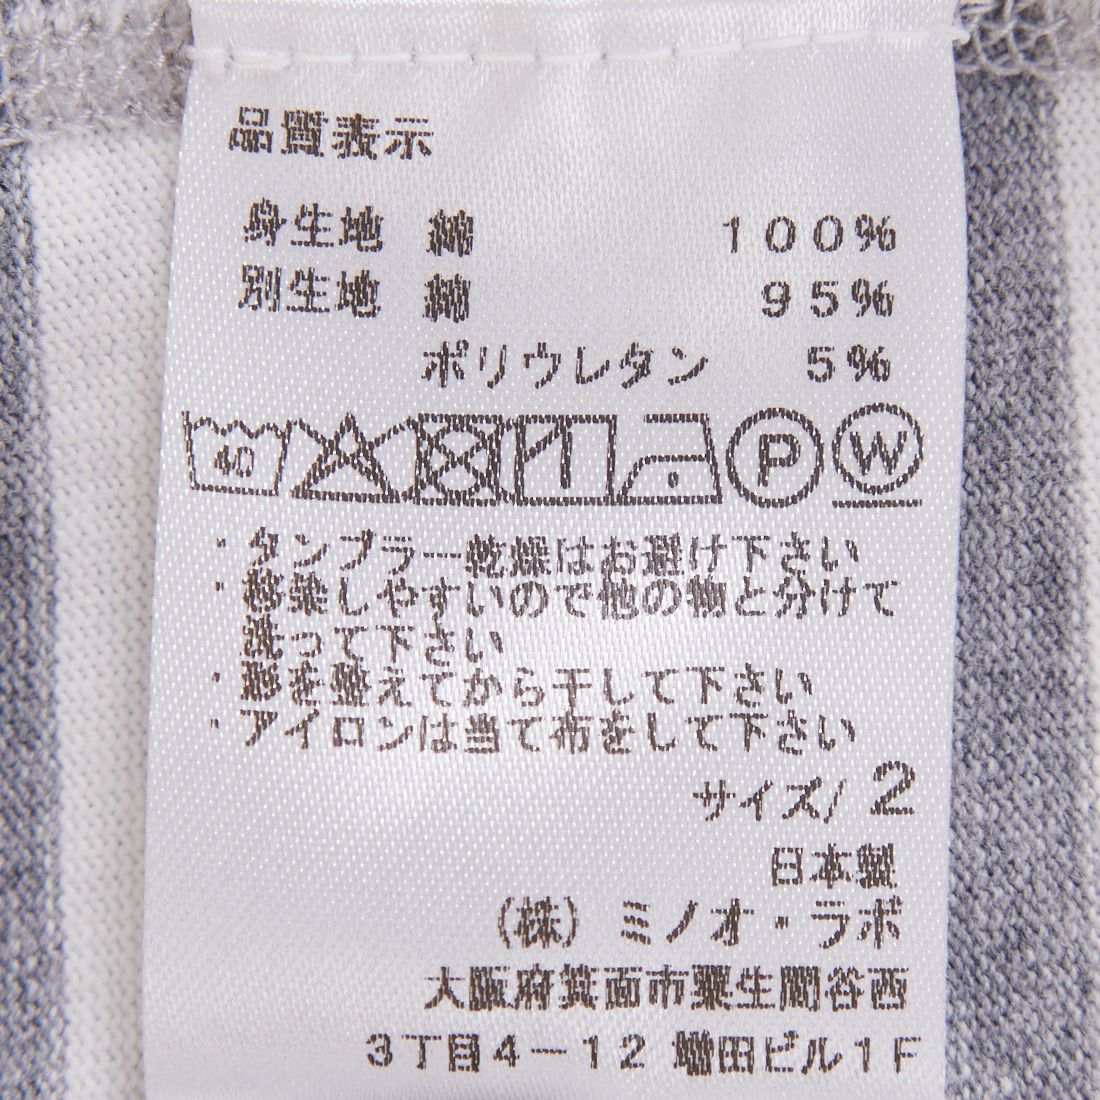 品質表示
身生地 綿 100%
別生地 綿 95%
ポリウレタン 5%
40 P W
・タンブラー乾燥はお避け下さい
・移染しやすいので他の物と分けて
洗って下さい
・形を整えてから干して下さい
・アイロンは当て布をして下さい
サイズ/ 2
日本製
(株) ミノオ・ラボ
大阪府箕面市粟生間谷西
3丁目4-12 増田ビル1F